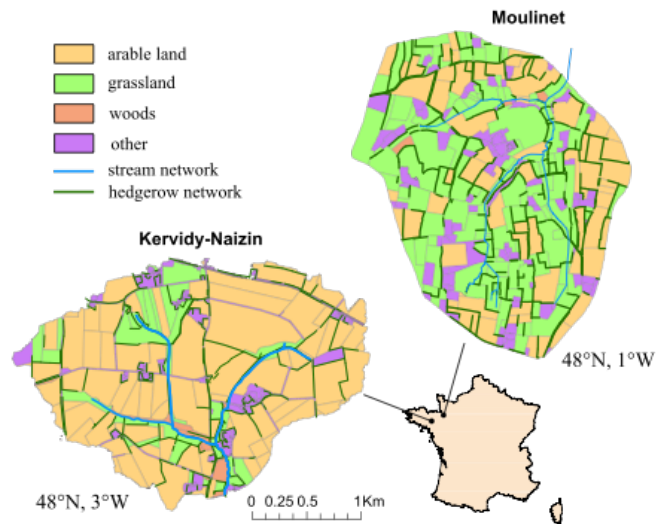 Moulinet
arable land
grassland
woods
other
stream network
hedgerow network
Kervidy-Naizin
48°N, 1°W
48°N, 3°W
0 0.25 0.5 1Km